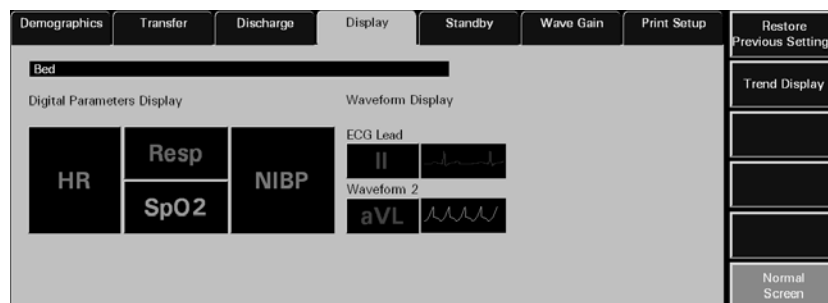 Demographics
Transfer
Discharge
Display
Standby
Wave Gain
Print Setup
Restore
Previous Setting
Bed
Trend Display
Digital Parameters Display
Waveform Display
ECG Lead
HR
Resp
SpO2
NIBP
II
Waveform 2
aVL
Normal
Screen